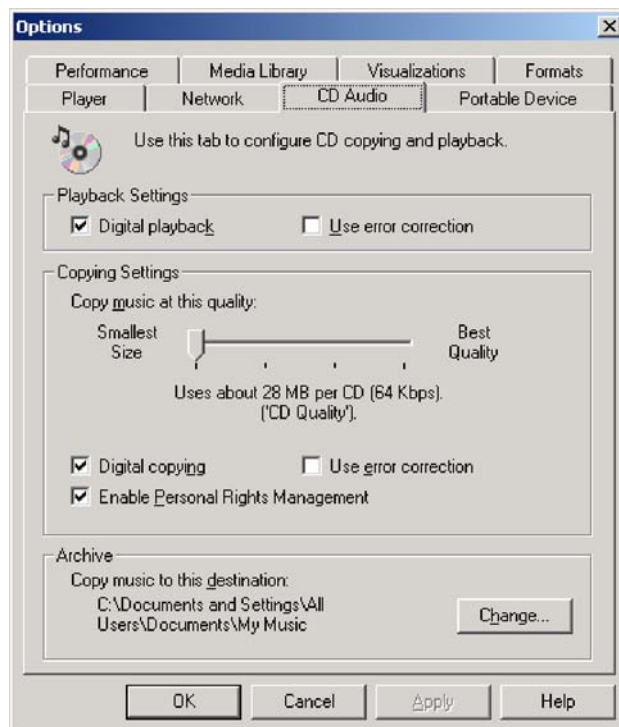 Options
Performance Media Library Visualizations Formats
Player Network CD Audio Portable Device
Use this tab to configure CD copying and playback.
Playback Settings
Digital playback Use error correction
Copying Settings
Copy music at this quality:
Smallest Size Best Quality
Uses about 28 MB per CD (64 Kbps).
('CD Quality').
Digital copying Use error correction
Enable Personal Rights Management
Archive
Copy music to this destination:
C:\Documents and Settings\All
Users\Documents\My Music
Change...
OK Cancel Apply Help